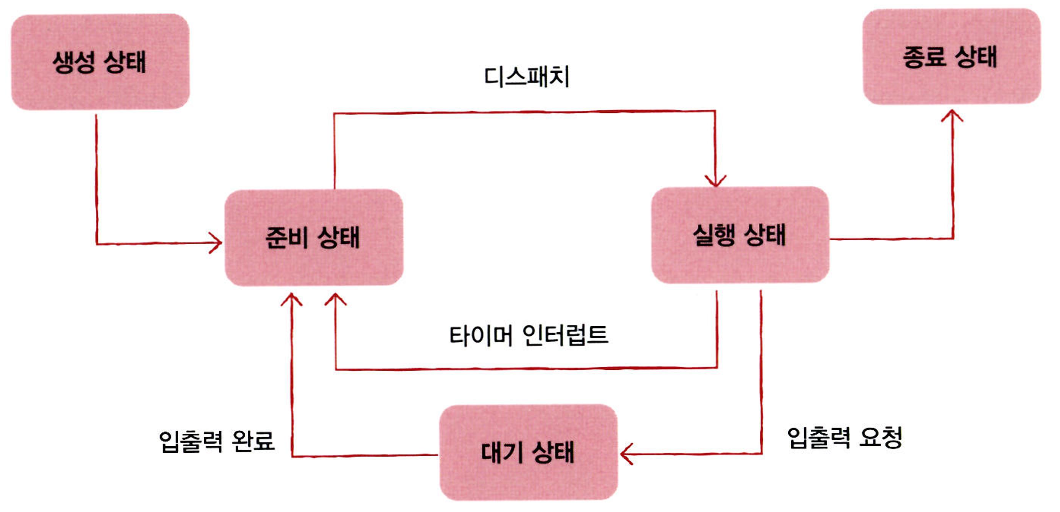 생성 상태
종료 상태
디스패치
준비 상태
실행 상태
타이머 인터럽트
입출력 완료
대기 상태
입출력 요청